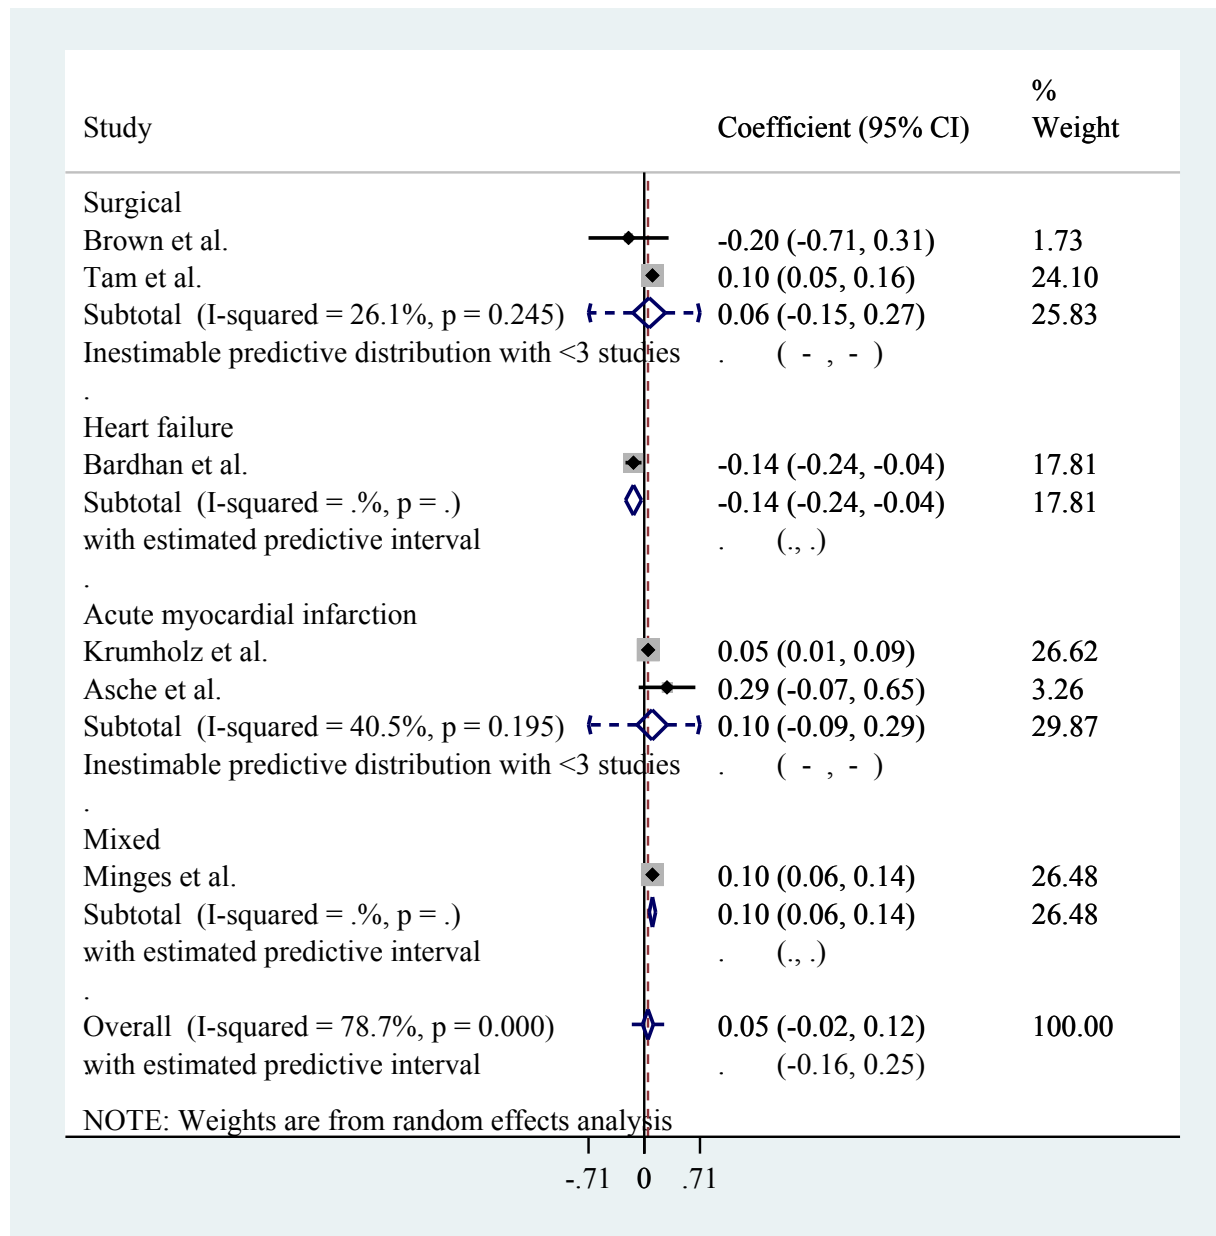 %
Study Coefficient (95% CI) Weight
Surgical
Brown et al. -0.20 (-0.71, 0.31) 1.73
Tam et al. 0.10 (0.05, 0.16) 24.10
Subtotal (I-squared = 26.1%, p = 0.245) 0.06 (-0.15, 0.27) 25.83
Inestimable predictive distribution with <3 studies . ( - , - )
.
Heart failure
Bardhan et al. -0.14 (-0.24, -0.04) 17.81
Subtotal (I-squared = .%, p = .) -0.14 (-0.24, -0.04) 17.81
with estimated predictive interval . (., .)
.
Acute myocardial infarction
Krumholz et al. 0.05 (0.01, 0.09) 26.62
Asche et al. 0.29 (-0.07, 0.65) 3.26
Subtotal (I-squared = 40.5%, p = 0.195) 0.10 (-0.09, 0.29) 29.87
Inestimable predictive distribution with <3 studies . ( - , - )
.
Mixed
Minges et al. 0.10 (0.06, 0.14) 26.48
Subtotal (I-squared = .%, p = .) 0.10 (0.06, 0.14) 26.48
with estimated predictive interval . (., .)
.
Overall (I-squared = 78.7%, p = 0.000) 0.05 (-0.02, 0.12) 100.00
with estimated predictive interval . (-0.16, 0.25)
NOTE: Weights are from random effects analysis
-.71 0 .71